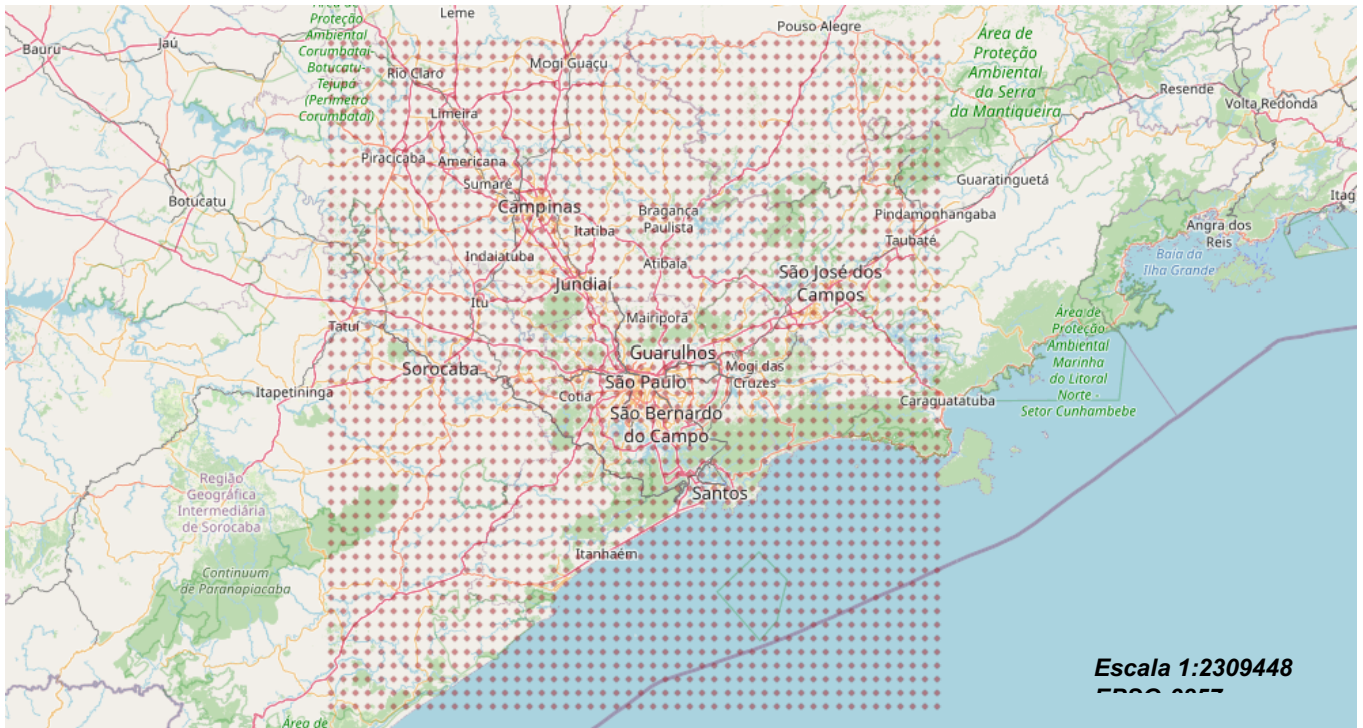 Área de
Proteção
Ambiental
Corumbataí-
Botucatu-
Tejupá
(Perímetro
Corumbataí)
Leme
Pouso Alegre
Bauru
Jaú
Rio Claro
Mogi Guaçu
Área de
Proteção
Ambiental
da Serra
da Mantiqueira
Resende
Volta Redonda
Limeira
Piracicaba
Americana
Sumaré
Campinas
Botucatu
Guaratinguetá
Itag
Pindamonhangaba
Bragança
Paulista
Itatiba
Taubaté
Angra dos
Reis
Baía da
Ilha Grande
Indaiatuba
Atibaia
São José dos
Campos
Jundiaí
Itu
Tatuí
Mairiporã
Área de
Proteção
Ambiental
Marinha
do Litoral
Norte -
Setor Cunhambebe
Guarulhos
Mogi das
Cruzes
Sorocaba
São Paulo
Itapetininga
Cotia
Caraguatatuba
São Bernardo
do Campo
Região
Geográfica
Intermediária
de Sorocaba
Santos
Itanhaém
Continuum
de Paranapiacaba
Escala 1:2309448
Área de